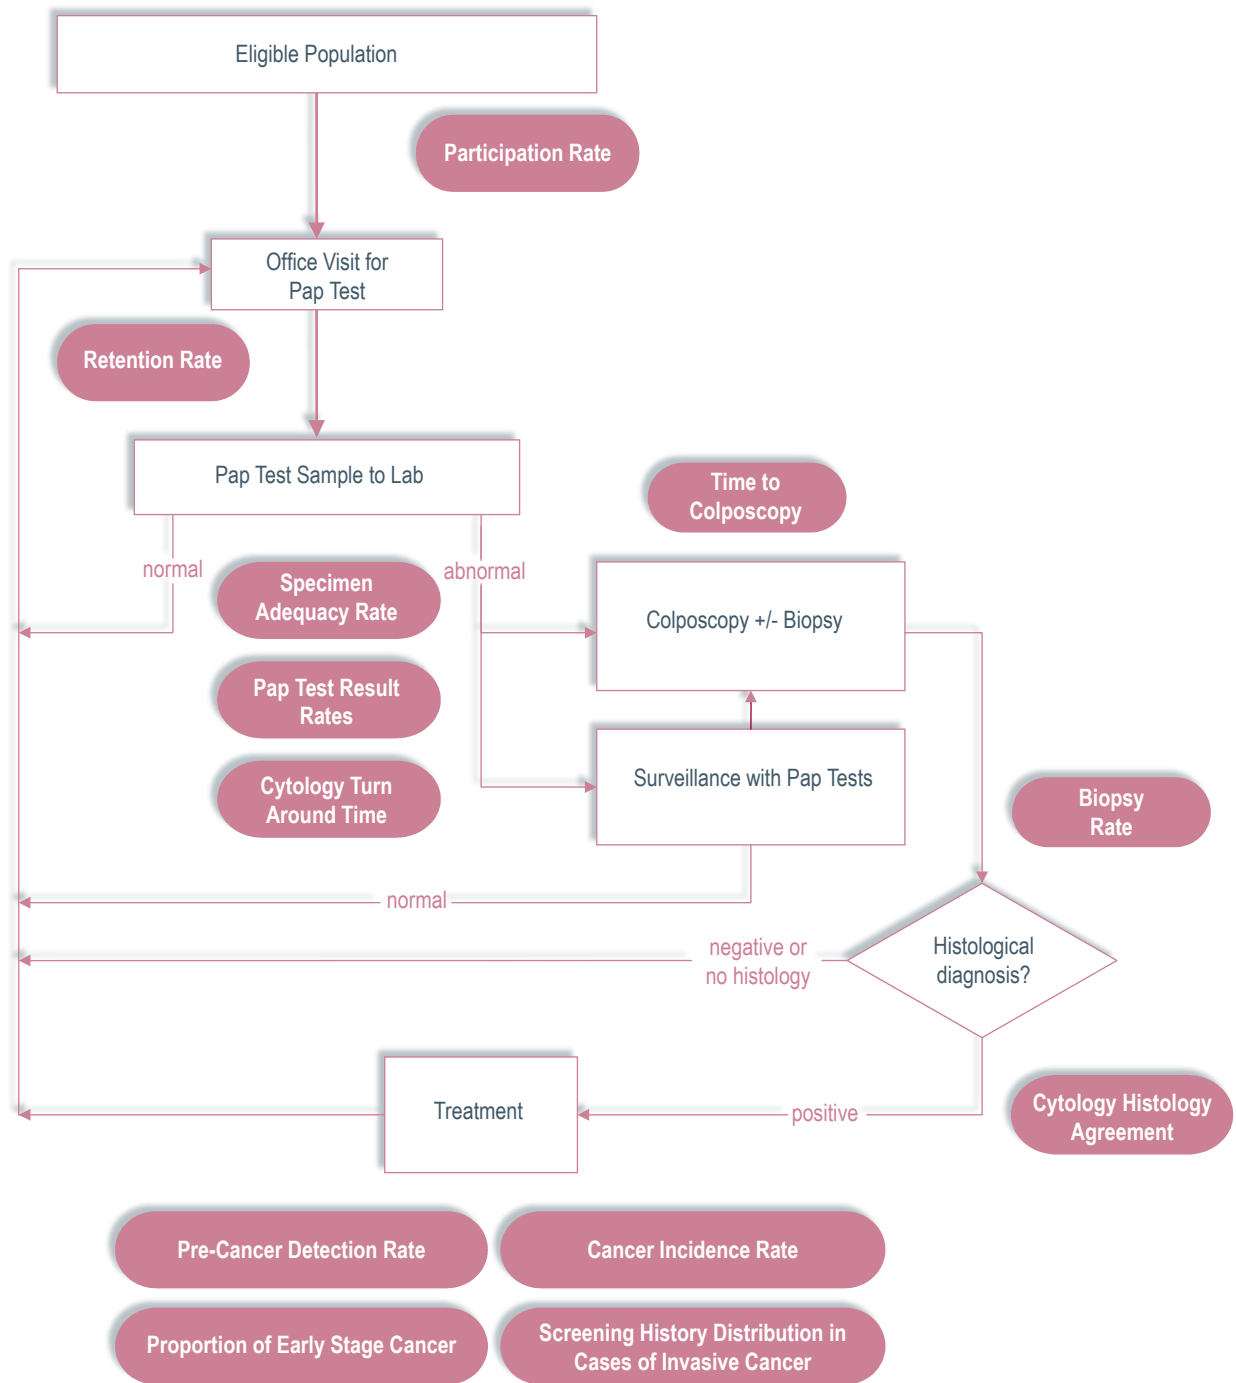 Eligible Population
Participation Rate
Office Visit for
Pap Test
Retention Rate
Pap Test Sample to Lab
Time to
Colposcopy
normal
abnormal
Specimen
Adequacy Rate
Colposcopy +/- Biopsy
Pap Test Result
Rates
Cytology Turn
Around Time
Surveillance with Pap Tests
Biopsy
Rate
normal
negative or
no histology
Histological
diagnosis?
Treatment
positive
Cytology Histology
Agreement
Pre-Cancer Detection Rate
Cancer Incidence Rate
Proportion of Early Stage Cancer
Screening History Distribution in
Cases of Invasive Cancer